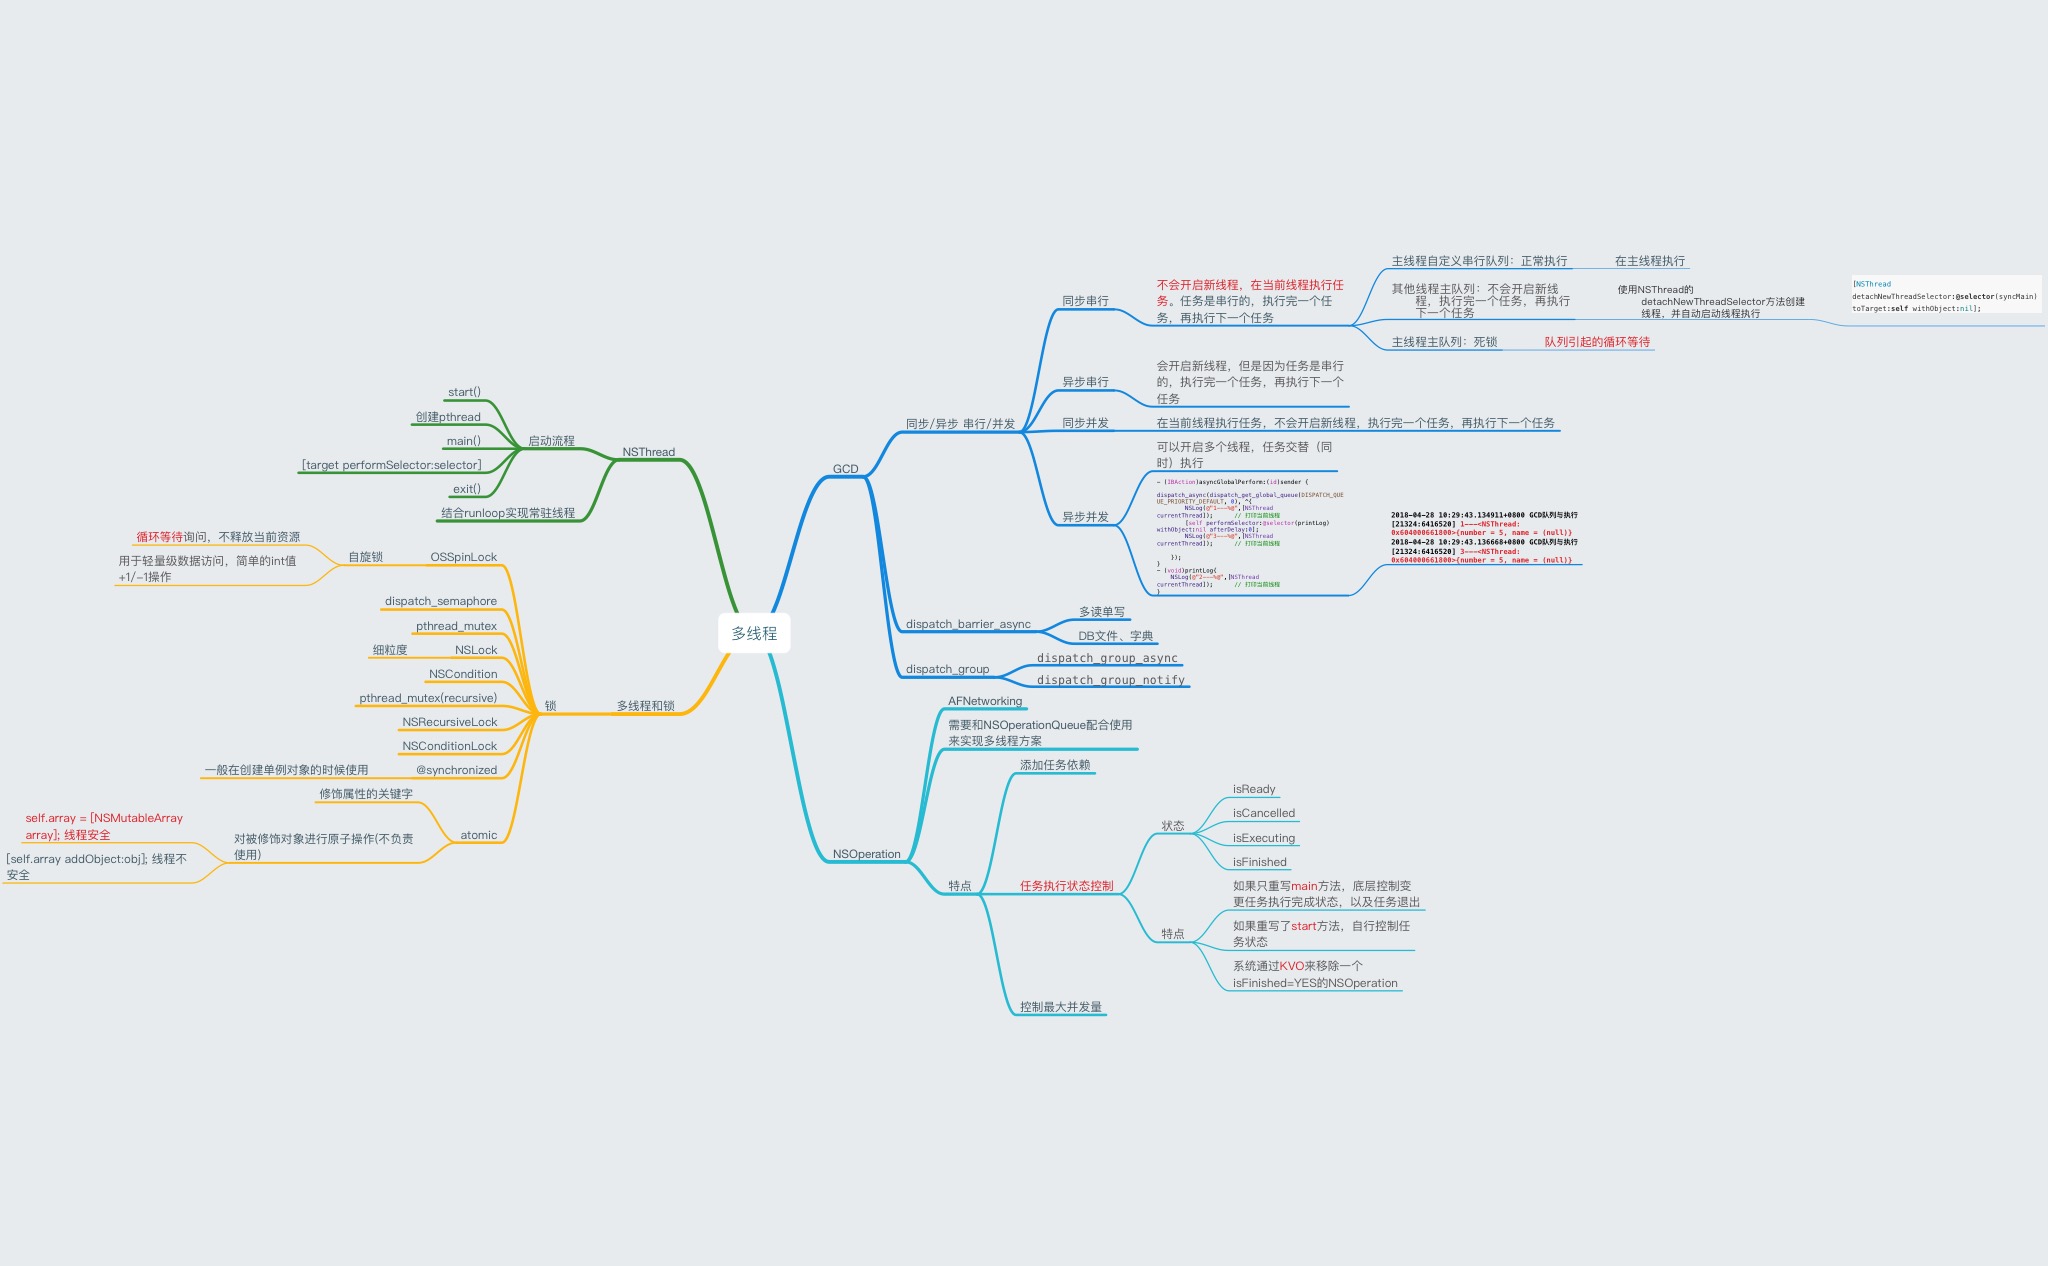 多线程
GCD
同步/异步 串行/并发
同步串行
不会开启新线程，在当前线程执行任
务。任务是串行的，执行完一个任
务，再执行下一个任务
主线程自定义串行队列：正常执行
在主线程执行
其他线程主队列：不会开启新线
程，执行完一个任务，再执行
下一个任务
使用NSThread的
detachNewThreadSelector方法创建
线程，并自动启动线程执行
[NSThread
detachNewThreadSelector:@selector(syncMain)
toTarget:self withObject:nil];
主线程主队列：死锁
队列引起的循环等待
异步串行
会开启新线程，但是因为任务是串行
的，执行完一个任务，再执行下一个
任务
同步并发
在当前线程执行任务，不会开启新线程，执行完一个任务，再执行下一个任务
异步并发
可以开启多个线程，任务交替（同
时）执行
- (IBAction)asyncGlobalPerform:(id)sender {
dispatch_async(dispatch_get_global_queue(DISPATCH_QUE
UE_PRIORITY_DEFAULT, 0), ^{
NSLog(@"1---%@",[NSThread
currentThread]); // 打印当前线程
[self performSelector:@selector(printLog)
withObject:nil afterDelay:0];
NSLog(@"3---%@",[NSThread
currentThread]); // 打印当前线程
});
}
- (void)printLog{
NSLog(@"2---%@",[NSThread
currentThread]); // 打印当前线程
}
2018-04-28 10:29:43.134911+0800 GCD队列与执行
[21324:6416520] 1---<NSThread:
0x604000661800>{number = 5, name = (null)}
2018-04-28 10:29:43.136668+0800 GCD队列与执行
[21324:6416520] 3---<NSThread:
0x604000661800>{number = 5, name = (null)}
dispatch_barrier_async
多读单写
DB文件、字典
dispatch_group
dispatch_group_async
dispatch_group_notify
NSOperation
AFNetworking
需要和NSOperationQueue配合使用
来实现多线程方案
特点
添加任务依赖
任务执行状态控制
状态
isReady
isCancelled
isExecuting
isFinished
特点
如果只重写main方法，底层控制变
更任务执行完成状态，以及任务退出
如果重写了start方法，自行控制任
务状态
系统通过KVO来移除一个
isFinished=YES的NSOperation
控制最大并发量
NSThread
启动流程
start()
创建pthread
main()
[target performSelector:selector]
exit()
结合runloop实现常驻线程
多线程和锁
锁
OSSpinLock
自旋锁
循环等待询问，不释放当前资源
用于轻量级数据访问，简单的int值
+1/-1操作
dispatch_semaphore
pthread_mutex
NSLock
细粒度
NSCondition
pthread_mutex(recursive)
NSRecursiveLock
NSConditionLock
@synchronized
一般在创建单例对象的时候使用
atomic
修饰属性的关键字
对被修饰对象进行原子操作(不负责
使用)
self.array = [NSMutableArray
array]; 线程安全
[self.array addObject:obj]; 线程不
安全